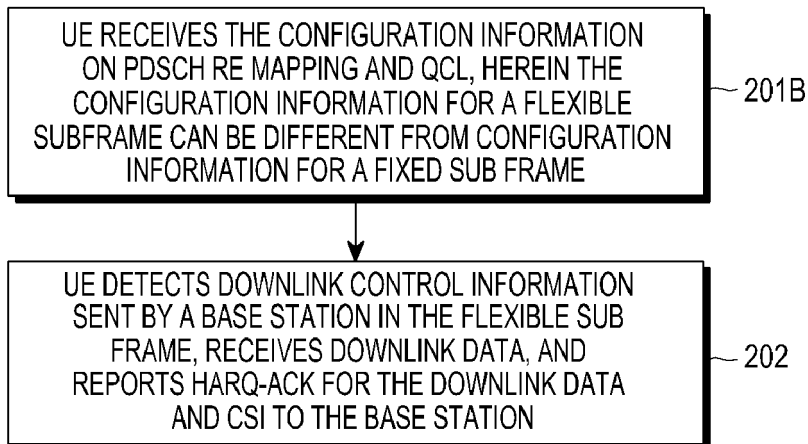 UE RECEIVES THE CONFIGURATION INFORMATION
ON PDSCH RE MAPPING AND QCL, HEREIN THE
CONFIGURATION INFORMATION FOR A FLEXIBLE
SUBFRAME CAN BE DIFFERENT FROM CONFIGURATION
INFORMATION FOR A FIXED SUB FRAME
201B
UE DETECTS DOWNLINK CONTROL INFORMATION
SENT BY A BASE STATION IN THE FLEXIBLE SUB
FRAME, RECEIVES DOWNLINK DATA, AND
REPORTS HARQ-ACK FOR THE DOWNLINK DATA
AND CSI TO THE BASE STATION
202